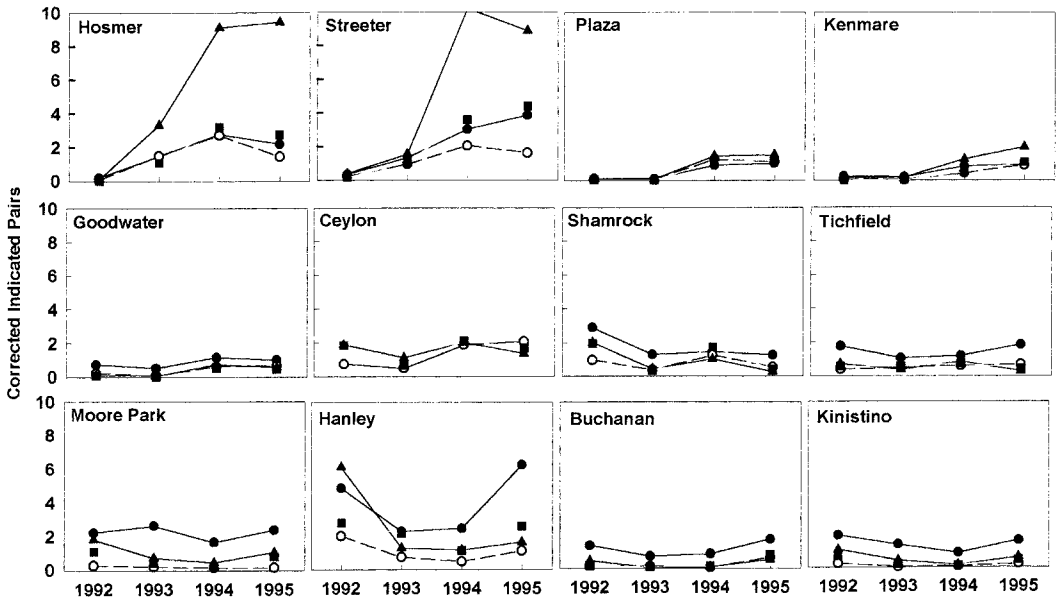 10
8
6
4
2
0
Hosmer
Streeter
Plaza
Kenmare
Corrected Indicated Pairs
10
8
6
4
2
0
Goodwater
Ceylon
Shamrock
Tichfield
10
8
6
4
2
0
Moore Park
Hanley
Buchanan
Kinistino
1992 1993 1994 1995 1992 1993 1994 1995 1992 1993 1994 1995 1992 1993 1994 1995